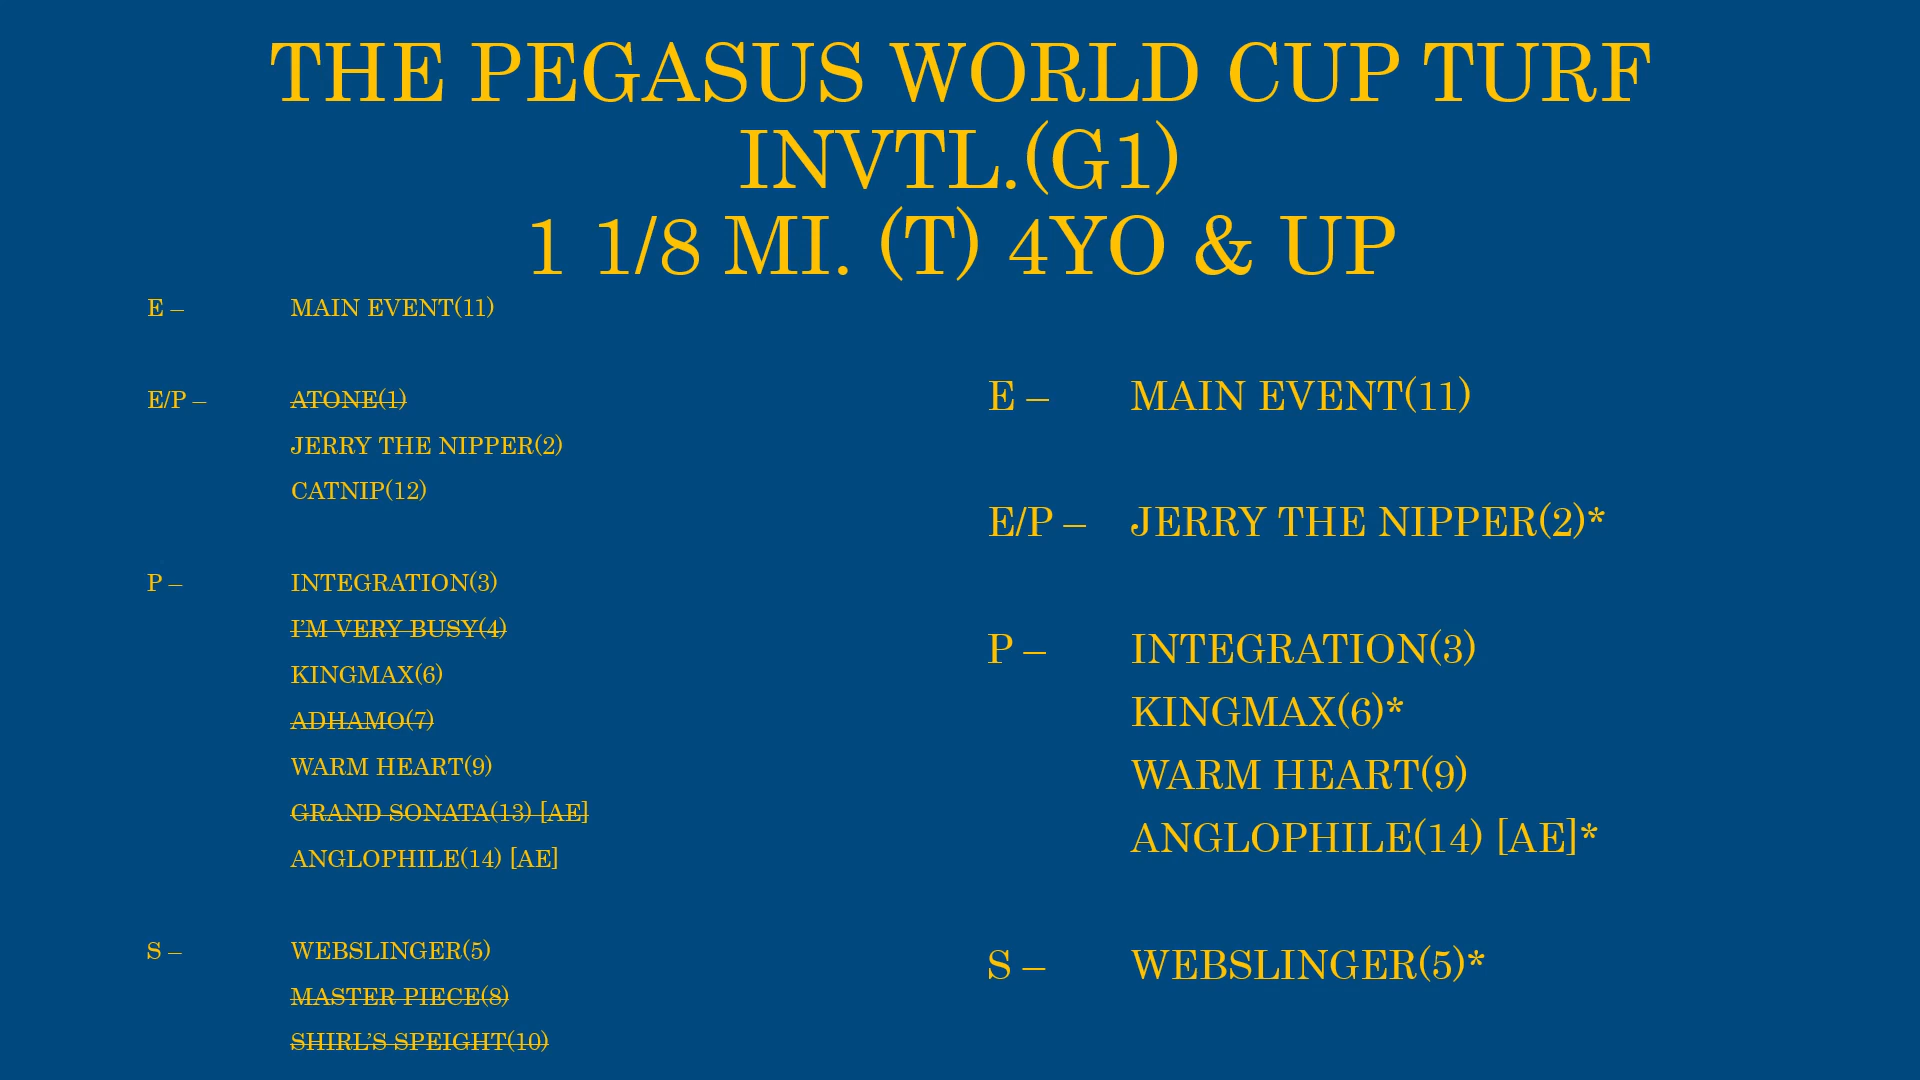 THE PEGASUS WORLD CUP TURF
INVTL.(G1)
1 1/8 MI. (T) 4YO & UP
E – MAIN EVENT(11)
E/P – ATONE(1)
JERRY THE NIPPER(2)
CATNIP(12)
P – INTEGRATION(3)
I’M VERY BUSY(4)
KINGMAX(6)
ADHAMO(7)
WARM HEART(9)
GRAND SONATA(13) [AE]
ANGLOPHILE(14) [AE]
S – WEBSLINGER(5)
MASTER PIECE(8)
SHIRL’S SPEIGHT(10)
E – MAIN EVENT(11)
E/P – JERRY THE NIPPER(2)*
P – INTEGRATION(3)
KINGMAX(6)*
WARM HEART(9)
ANGLOPHILE(14) [AE]*
S – WEBSLINGER(5)*